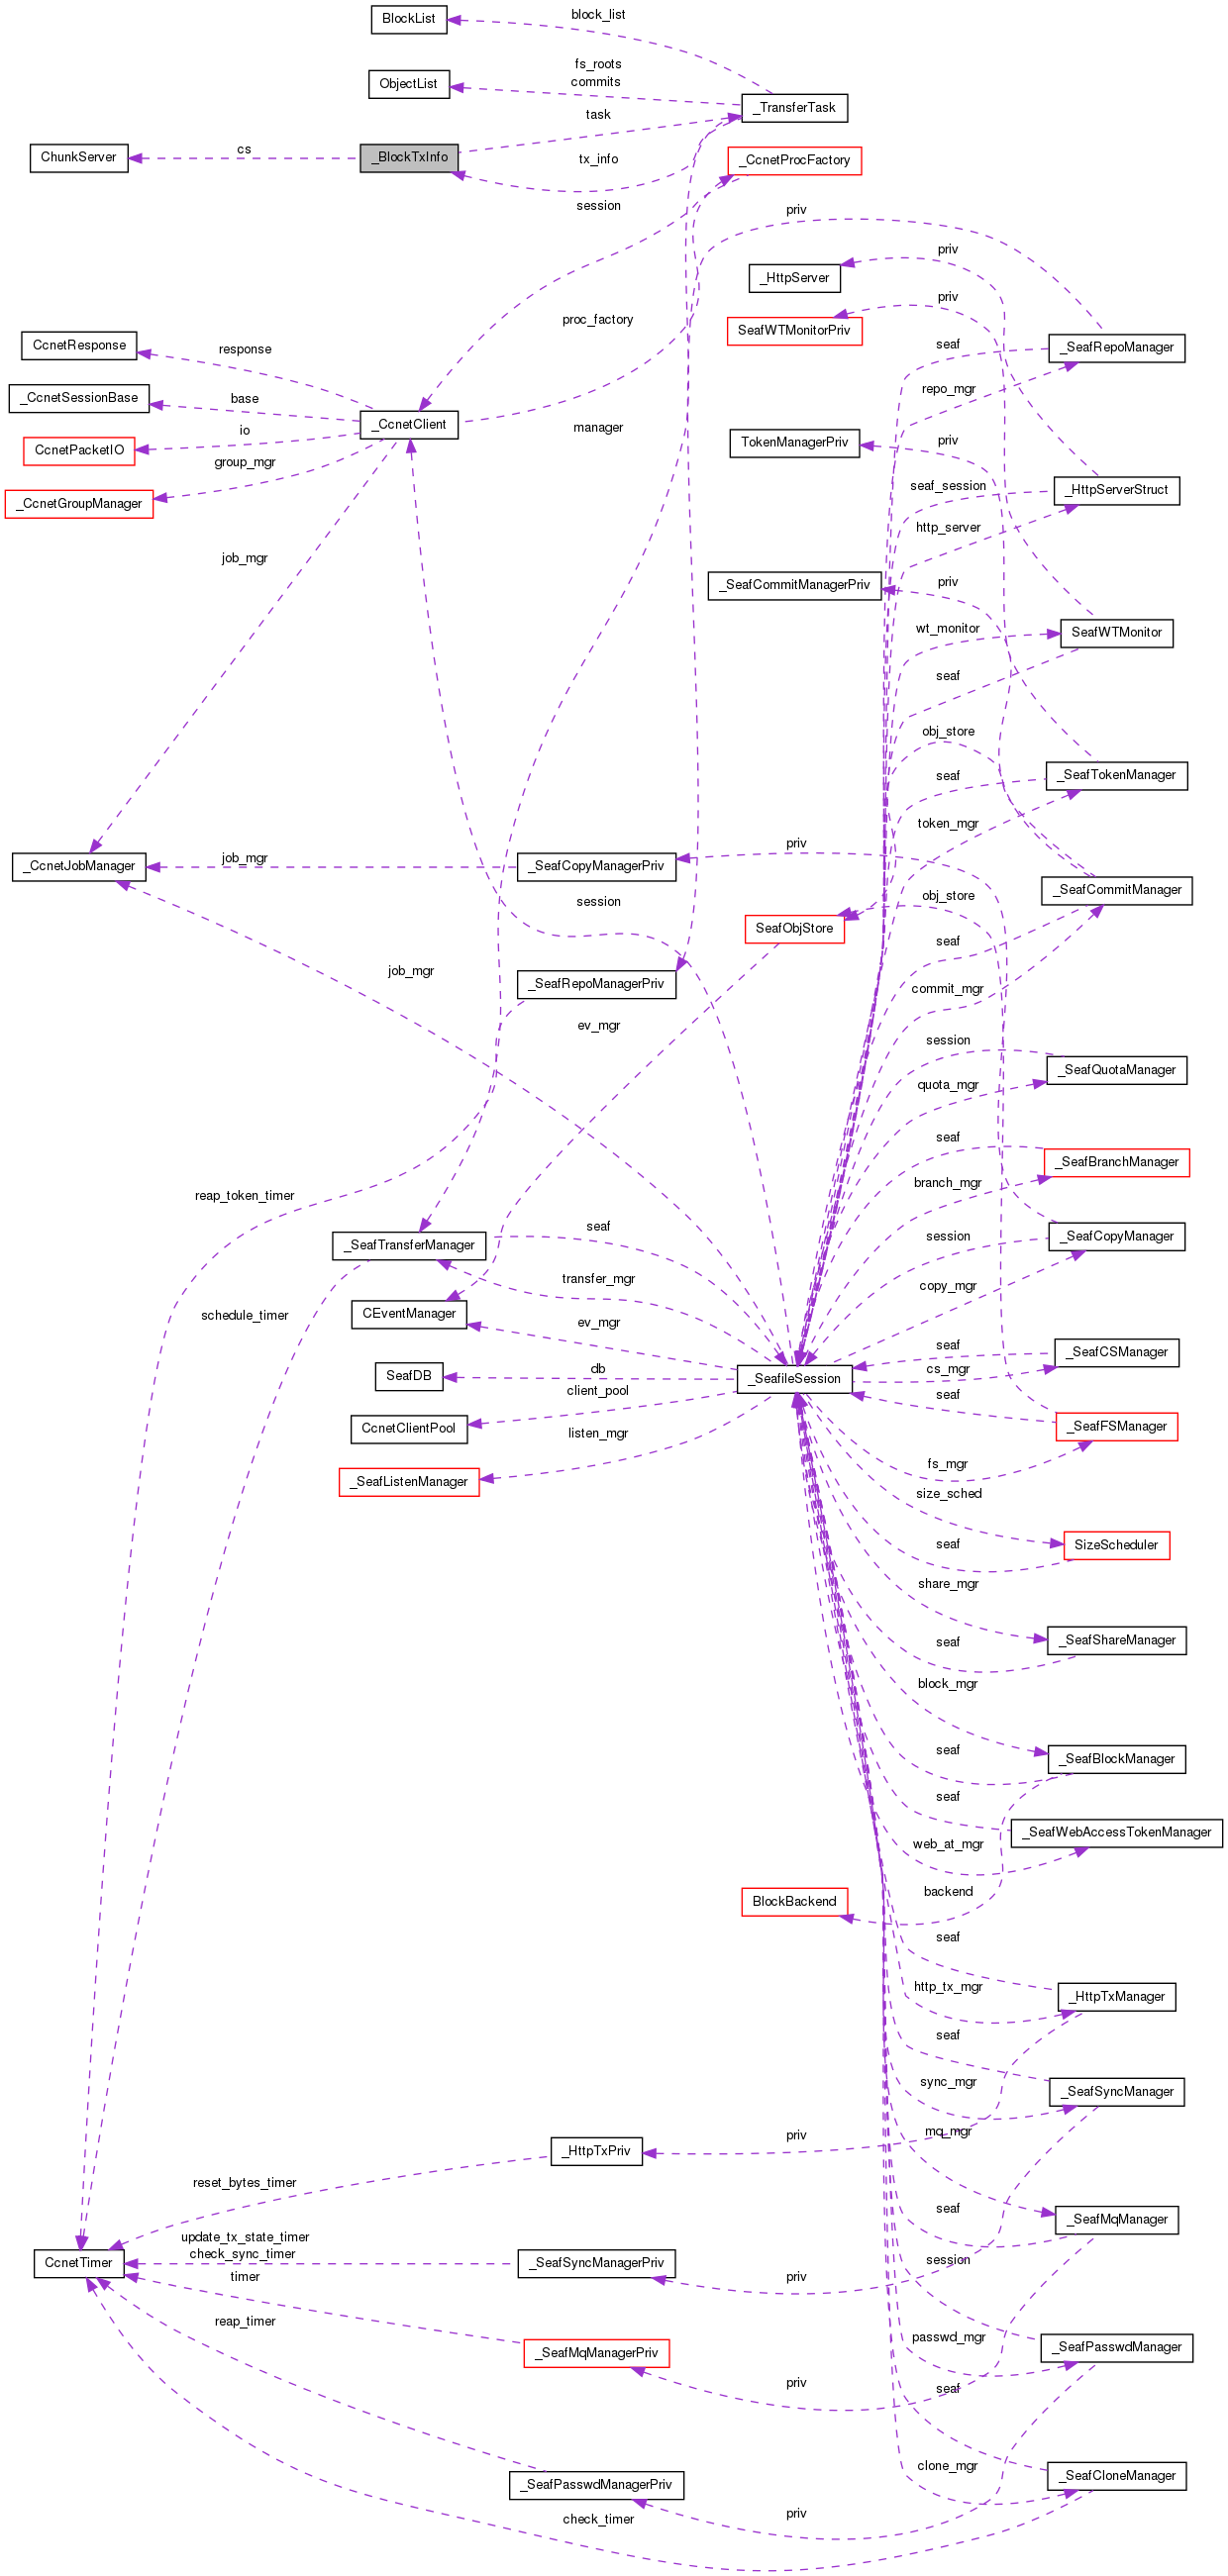 BlockList
block_list
ObjectList
fs_roots
commits
_TransferTask
task
ChunkServer
cs
_BlockTxInfo
tx_info
_CcnetProcFactory
session
priv
_HttpServer
priv
priv
SeafWTMonitorPriv
proc_factory
CcnetResponse
response
seaf
_SeafRepoManager
_CcnetSessionBase
base
repo_mgr
io
_CcnetClient
manager
CcnetPacketIO
TokenManagerPriv
priv
group_mgr
_CcnetGroupManager
seaf_session
_HttpServerStruct
http_server
job_mgr
_SeafCommitManagerPriv
priv
wt_monitor
SeafWTMonitor
seaf
obj_store
seaf
_SeafTokenManager
token_mgr
_CcnetJobManager
job_mgr
_SeafCopyManagerPriv
priv
session
obj_store
_SeafCommitManager
SeafObjStore
seaf
job_mgr
_SeafRepoManagerPriv
commit_mgr
ev_mgr
session
_SeafQuotaManager
quota_mgr
seaf
_SeafBranchManager
branch_mgr
reap_token_timer
seaf
session
_SeafCopyManager
_SeafTransferManager
transfer_mgr
copy_mgr
schedule_timer
CEventManager
ev_mgr
seaf
_SeafCSManager
SeafDB
db
_SeafileSession
cs_mgr
client_pool
seaf
CcnetClientPool
_SeafFSManager
listen_mgr
fs_mgr
_SeafListenManager
size_sched
SizeScheduler
seaf
share_mgr
_SeafShareManager
seaf
block_mgr
_SeafBlockManager
seaf
seaf
_SeafWebAccessTokenManager
web_at_mgr
BlockBackend
backend
seaf
http_tx_mgr
_HttpTxManager
seaf
sync_mgr
_SeafSyncManager
mq_mgr
priv
_HttpTxPriv
reset_bytes_timer
seaf
_SeafMqManager
update_tx_state_timer
check_sync_timer
CcnetTimer
_SeafSyncManagerPriv
session
priv
timer
reap_timer
passwd_mgr
_SeafPasswdManager
_SeafMqManagerPriv
priv
seaf
clone_mgr
_SeafCloneManager
_SeafPasswdManagerPriv
priv
check_timer